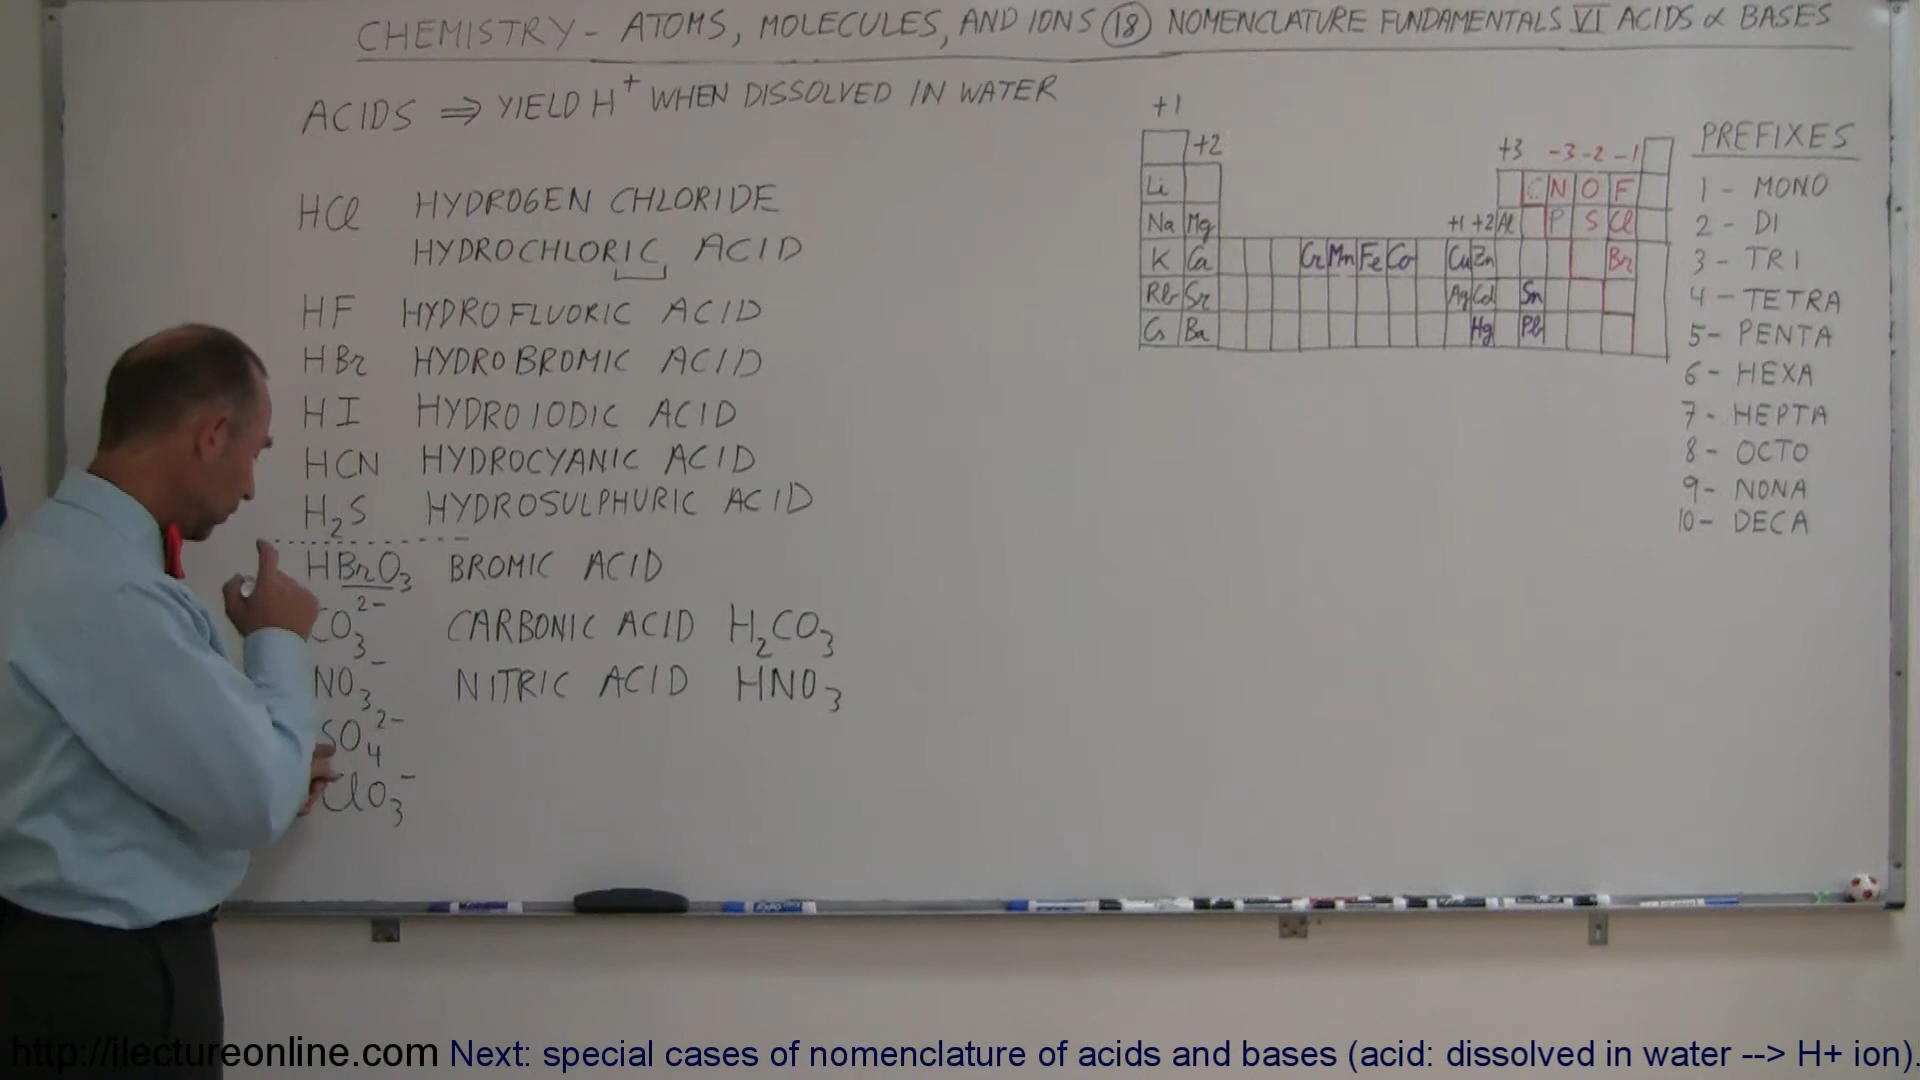 CHEMISTRY - ATOMS, MOLECULES, AND IONS (18) NOMENCLATURE FUNDAMENTALS VI ACIDS & BASES
ACIDS ⇒ YIELD H⁺ WHEN DISSOLVED IN WATER
HCl HYDROGEN CHLORIDE
HYDROCHLORIC ACID
HF HYDROFLUORIC ACID
HBr HYDROBROMIC ACID
HI HYDROIODIC ACID
HCN HYDROCYANIC ACID
H₂S HYDROSULPHURIC ACID
HBrO₃ BROMIC ACID
CO₃²⁻ CARBONIC ACID H₂CO₃
NO₃⁻ NITRIC ACID HNO₃
SO₄²⁻
ClO₃⁻
+1
+2 +3 -3 -2 -1
Li C N O F
Na Mg +1 +2 Al P S Cl
K Ca Cr Mn Fe Co Cu Zn Br
Rb Sr Ag Cd Sn
Cs Ba Hg Pb
PREFIXES
1 - MONO
2 - DI
3 - TRI
4 - TETRA
5 - PENTA
6 - HEXA
7 - HEPTA
8 - OCTO
9 - NONA
10 - DECA
http://ilectureonline.com Next: special cases of nomenclature of acids and bases (acid: dissolved in water --> H+ ion).